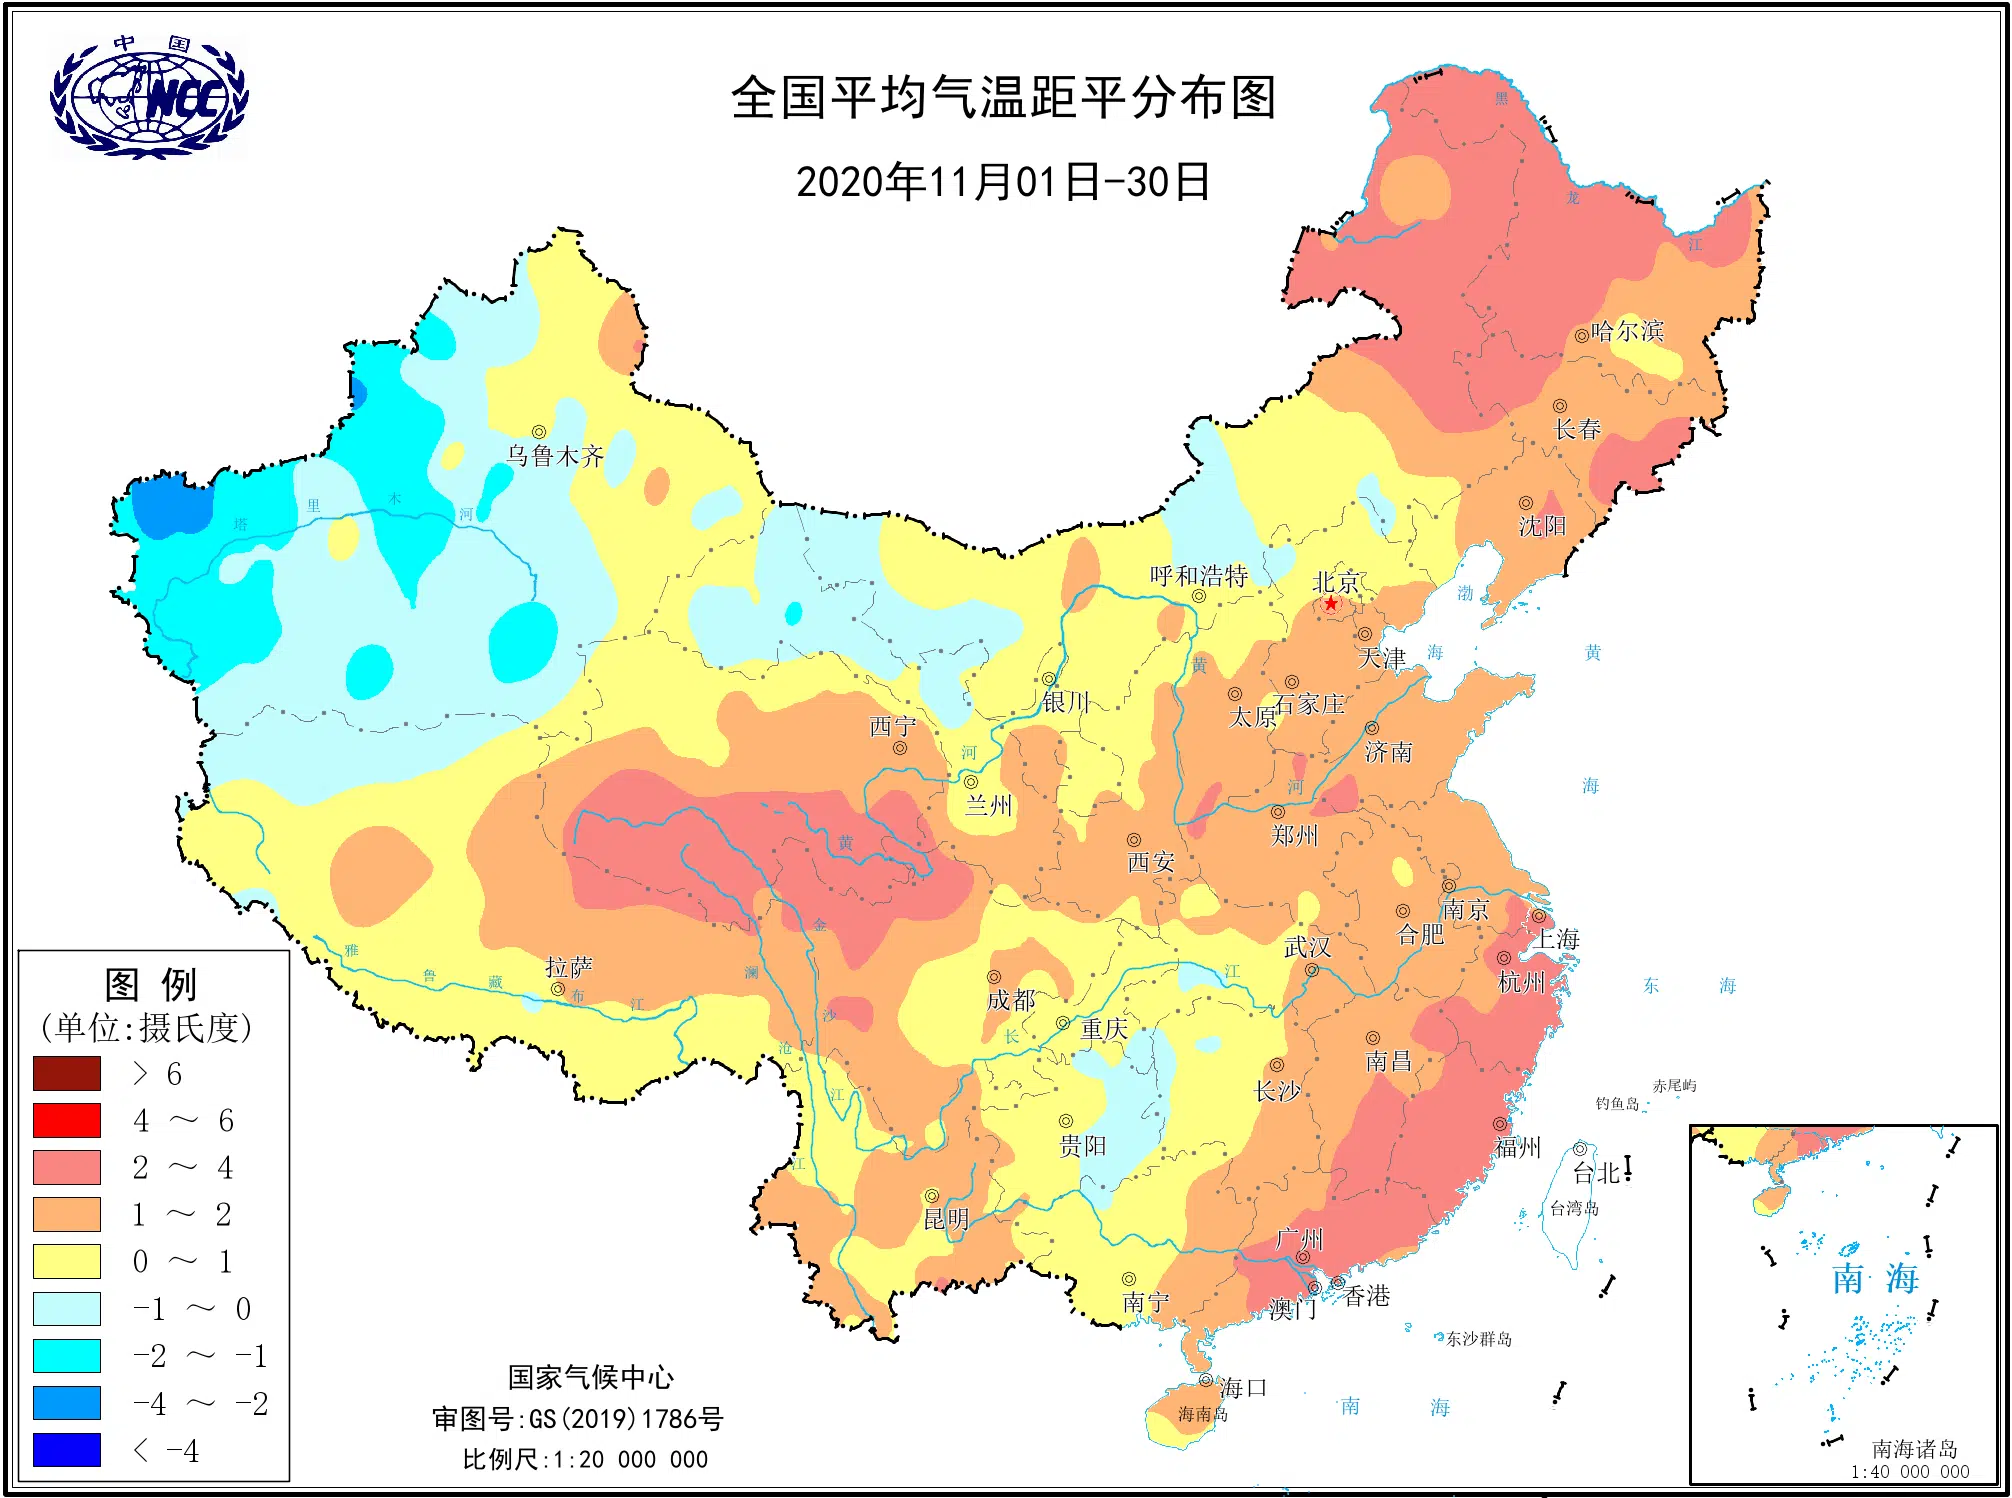 中国
NCC
全国平均气温距平分布图
2020年11月01日-30日
黑
龙
江
哈尔滨
长春
沈阳
乌鲁木齐
塔
里
木
河
呼和浩特
北京
天津
渤
海
黄
海
银川
黄
太原
石家庄
济南
西宁
河
兰州
河
郑州
西安
黄
南京
合肥
上海
杭州
武汉
江
东 海
金
澜
沙
沧
江
江
雅
鲁
藏
布
江
拉萨
成都
重庆
长
南昌
长沙
贵阳
福州
钓鱼岛
赤尾屿
台北
台湾岛
昆明
南宁
广州
澳门
香港
东沙群岛
海口
海南岛
南 海
图 例
(单位:摄氏度)
> 6
4 ～ 6
2 ～ 4
1 ～ 2
0 ～ 1
-1 ～ 0
-2 ～ -1
-4 ～ -2
< -4
国家气候中心
审图号:GS(2019)1786号
比例尺:1:20 000 000
南 海
南海诸岛
1:40 000 000